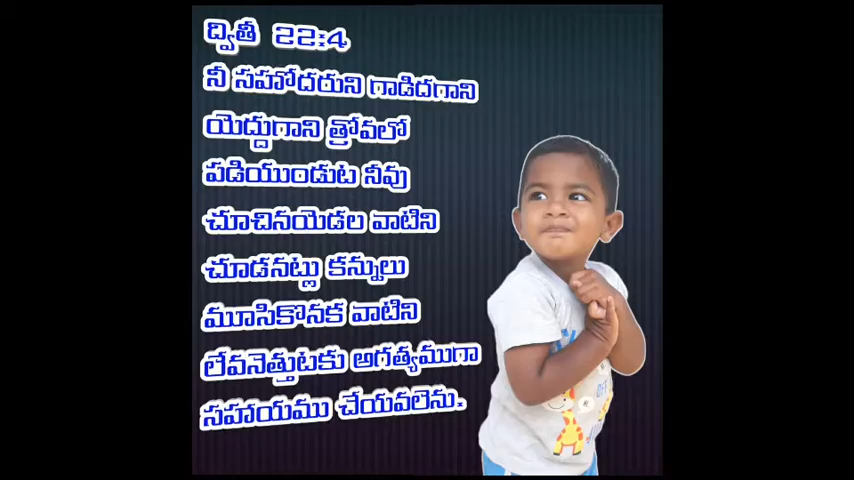 ద్వితీ 22:4
నీ సహోదరుని గాడిదగాని
యెద్దుగాని త్రోవలో
పడియుండుట నీవు
చూచినయెడల వాటిని
చూడనట్లు కన్నులు
మూసికొనక వాటిని
లేవనెత్తుటకు అగత్యముగా
సహాయము చేయవలెను.